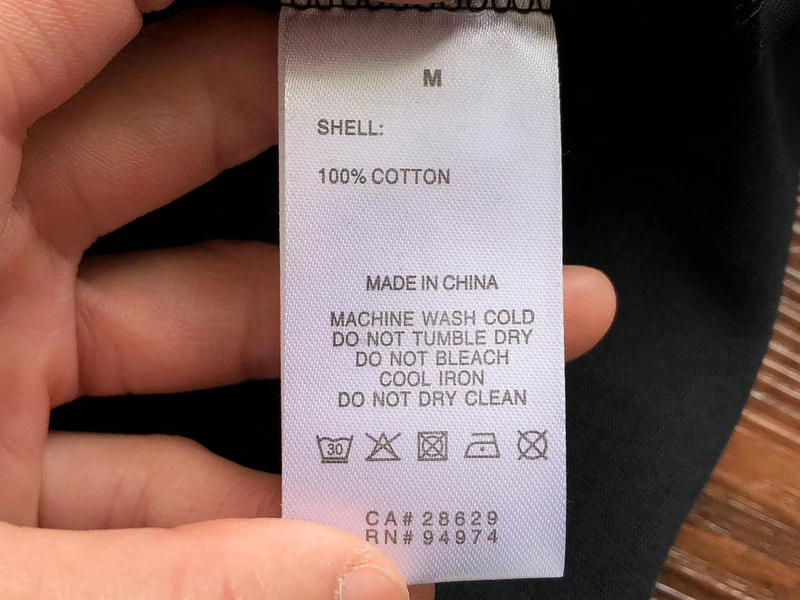 M
SHELL:
100% COTTON
MADE IN CHINA
MACHINE WASH COLD
DO NOT TUMBLE DRY
DO NOT BLEACH
COOL IRON
DO NOT DRY CLEAN
30
CA# 28629
RN# 94974